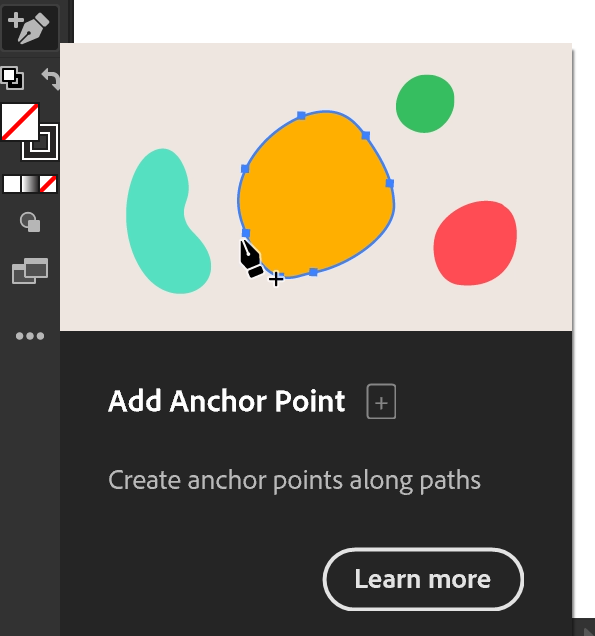 Add Anchor Point +
Create anchor points along paths
Learn more